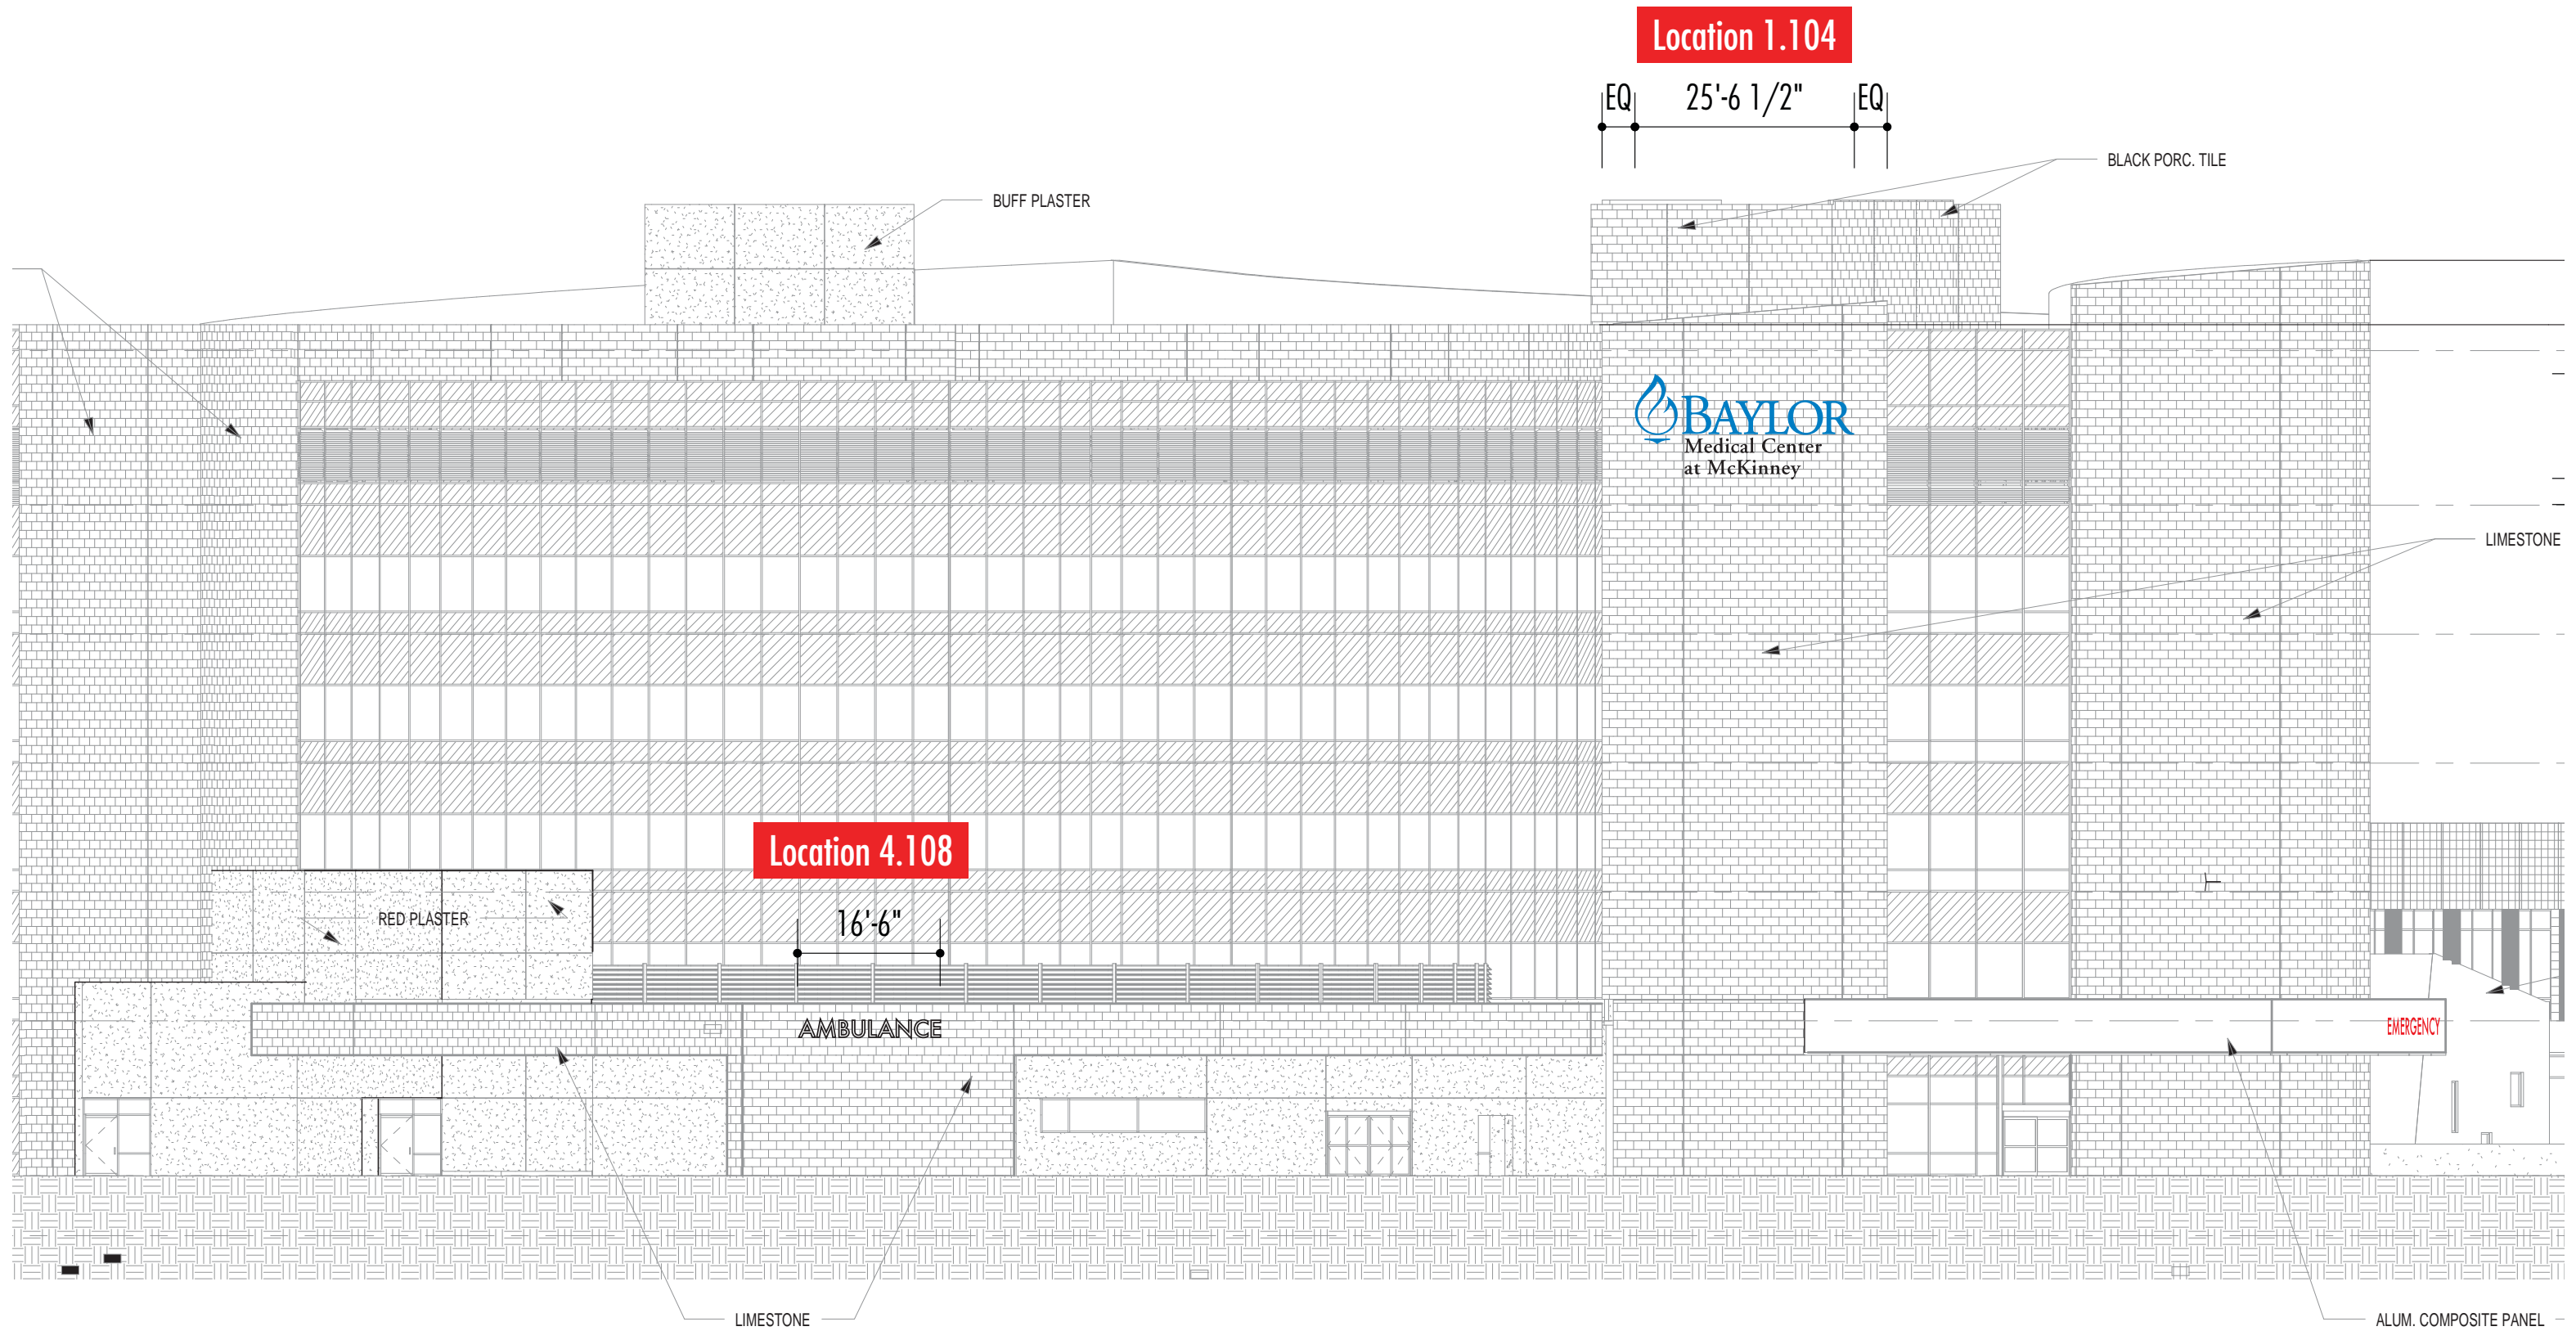 Location 1.104
EQ 25'-6 1/2" EQ
BLACK PORC. TILE
BUFF PLASTER
BAYLOR
Medical Center
at McKinney
LIMESTONE
Location 4.108
RED PLASTER
16'-6"
AMBULANCE
EMERGENCY
LIMESTONE
ALUM. COMPOSITE PANEL